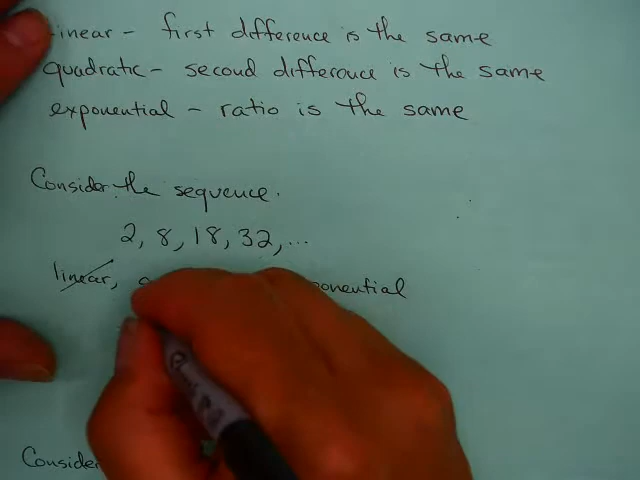 linear - first difference is the same
quadratic - second difference is the same
exponential - ratio is the same
Consider the sequence.
2, 8, 18, 32, ...
linear, ponential
Consider